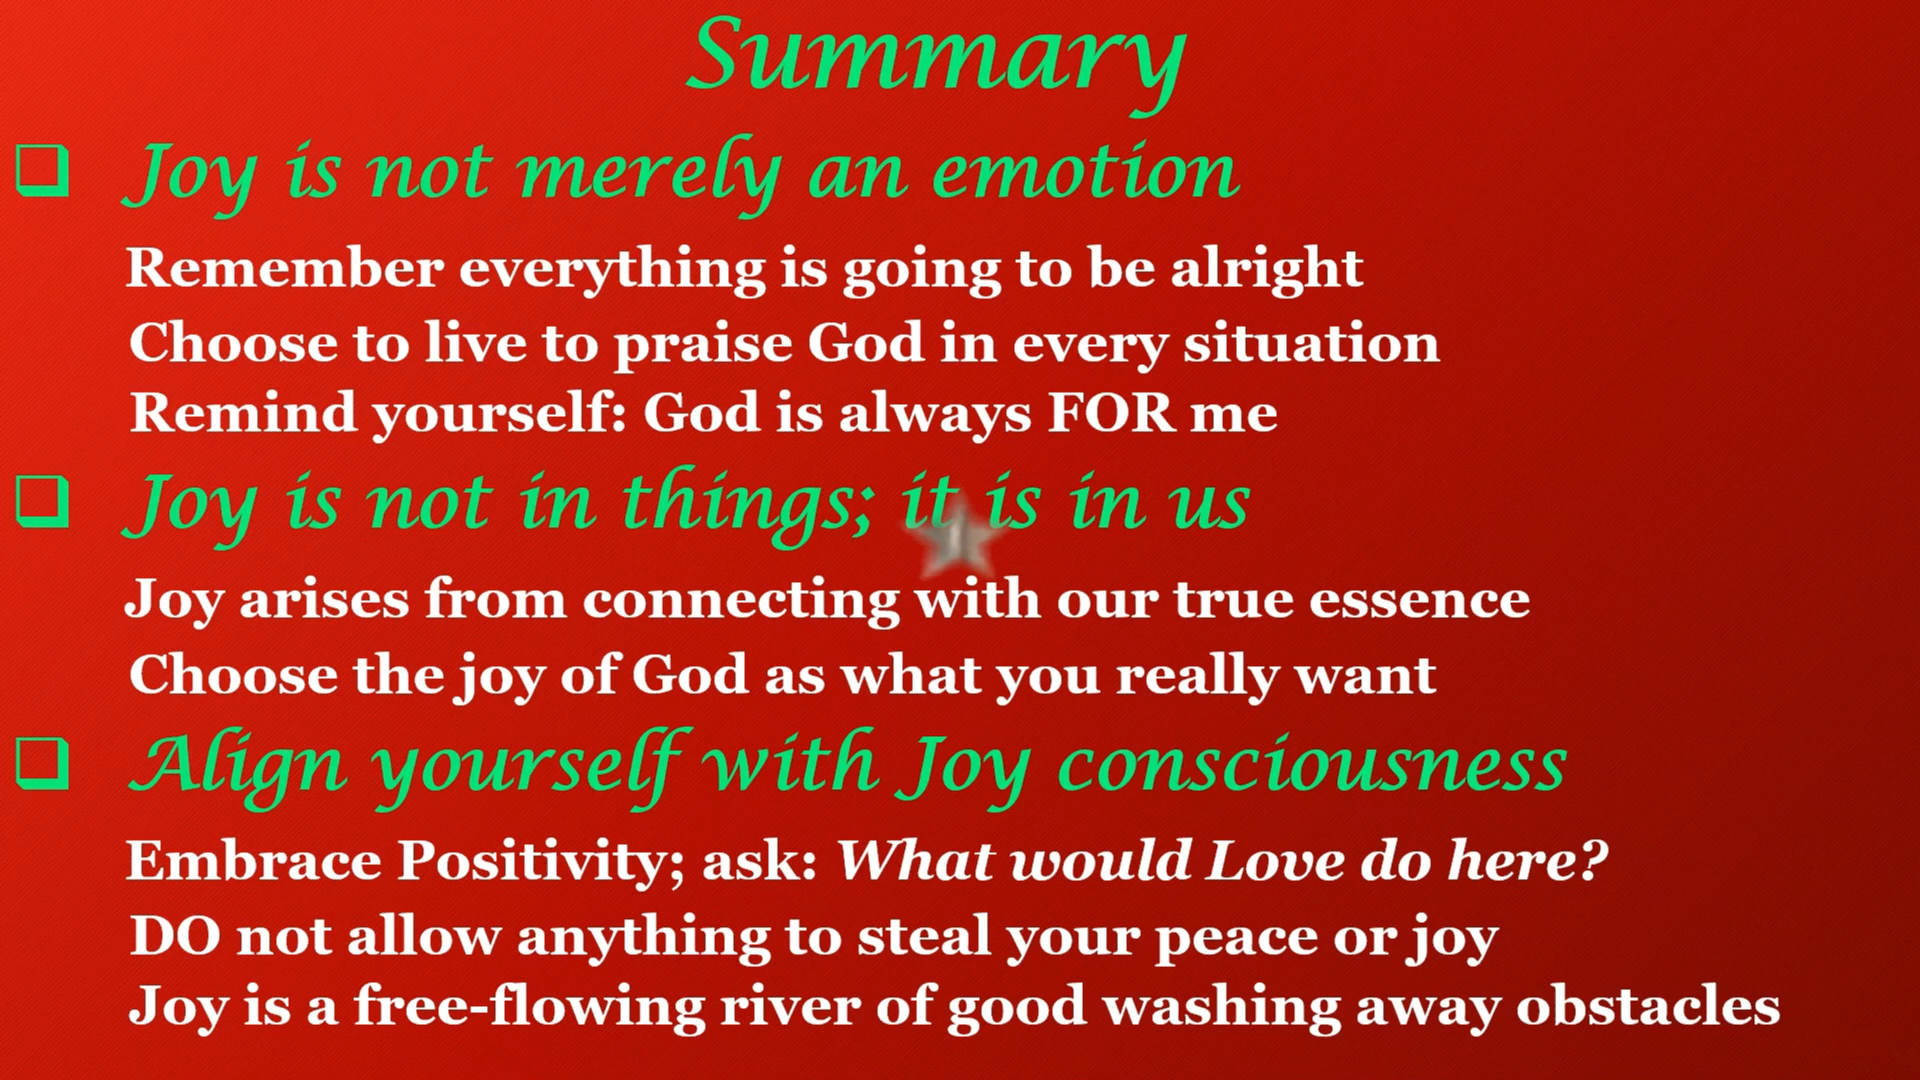 Summary
Joy is not merely an emotion
Remember everything is going to be alright
Choose to live to praise God in every situation
Remind yourself: God is always FOR me
Joy is not in things; it is in us
Joy arises from connecting with our true essence
Choose the joy of God as what you really want
Align yourself with Joy consciousness
Embrace Positivity; ask: What would Love do here?
DO not allow anything to steal your peace or joy
Joy is a free-flowing river of good washing away obstacles